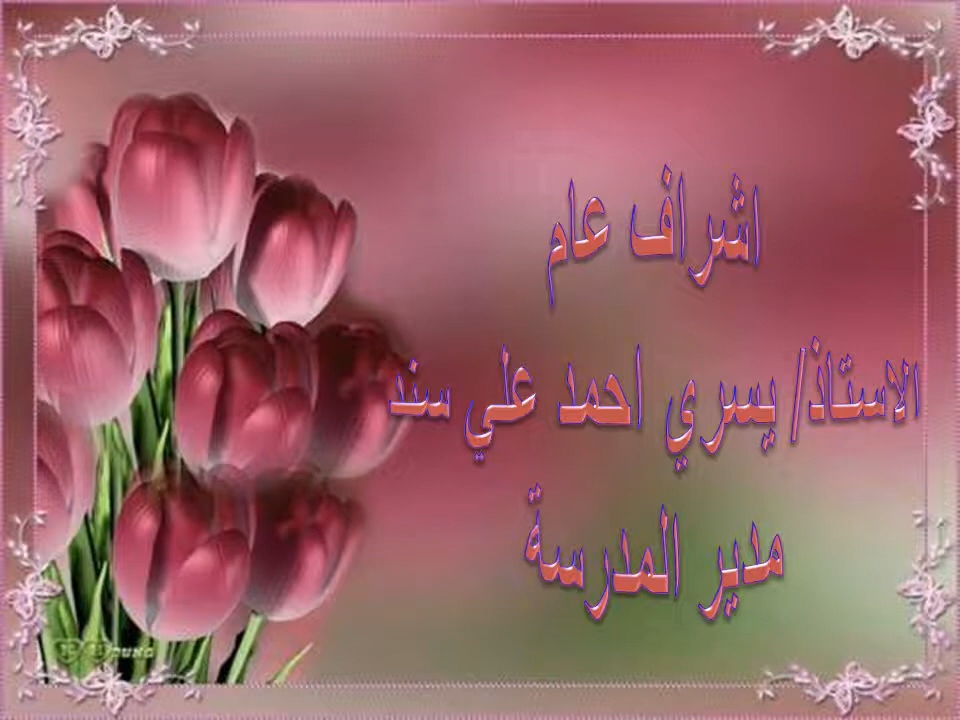 اشراف عام
الاستاذ/ يسري احمد علي سند
مدير المدرسة